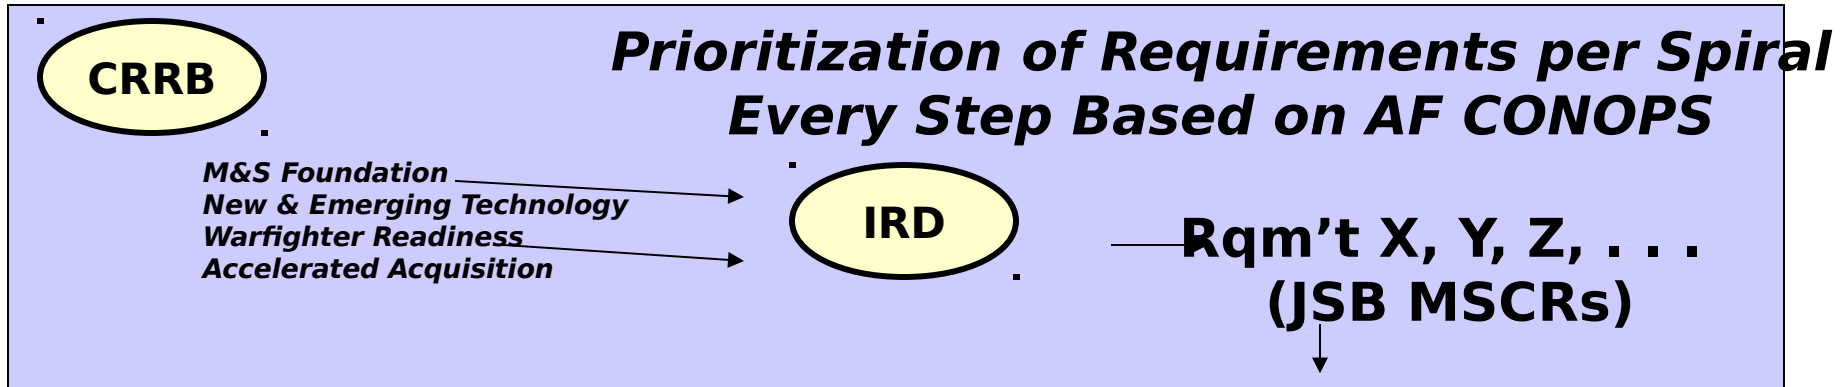 CRRB
Prioritization of Requirements per Spiral
Every Step Based on AF CONOPS
M&S Foundation
New & Emerging Technology
Warfighter Readiness
Accelerated Acquisition
IRD
Rqm’t X, Y, Z, . . .
(JSB MSCRs)